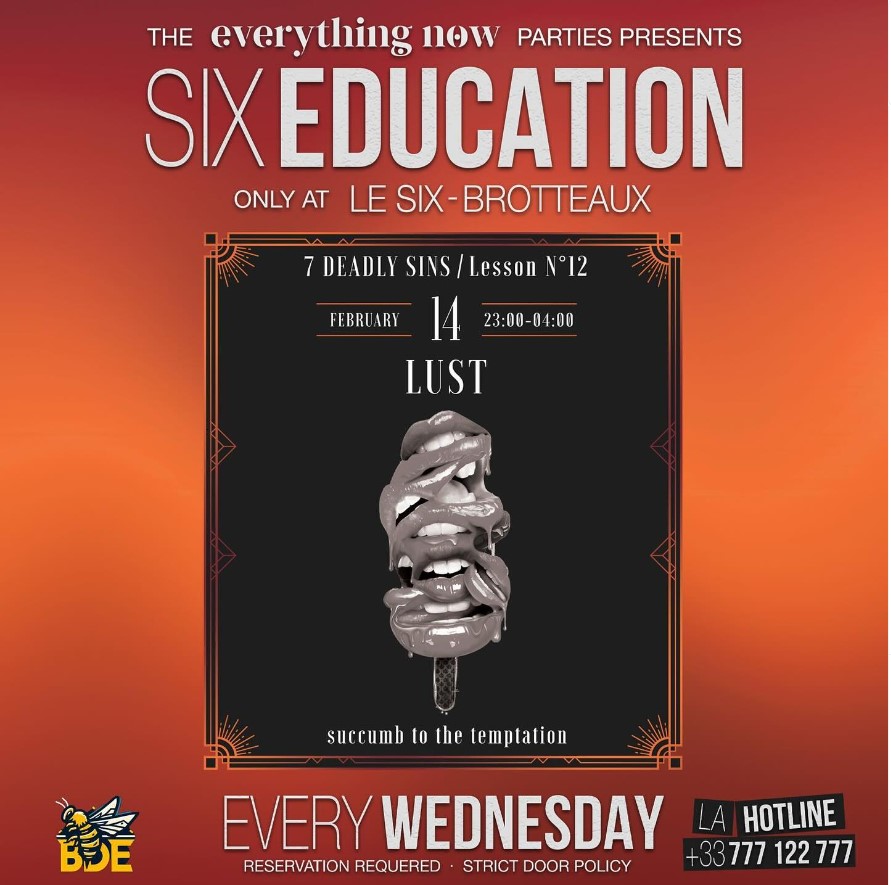 THE everything now PARTIES PRESENTS
SIX EDUCATION
ONLY AT LE SIX-BROTTEAUX
7 DEADLY SINS / Lesson N°12
FEBRUARY 14 23:00-04:00
LUST
succumb to the temptation
EVERY WEDNESDAY
RESERVATION REQUERED · STRICT DOOR POLICY
BDE
LA HOTLINE
+33 777 122 777